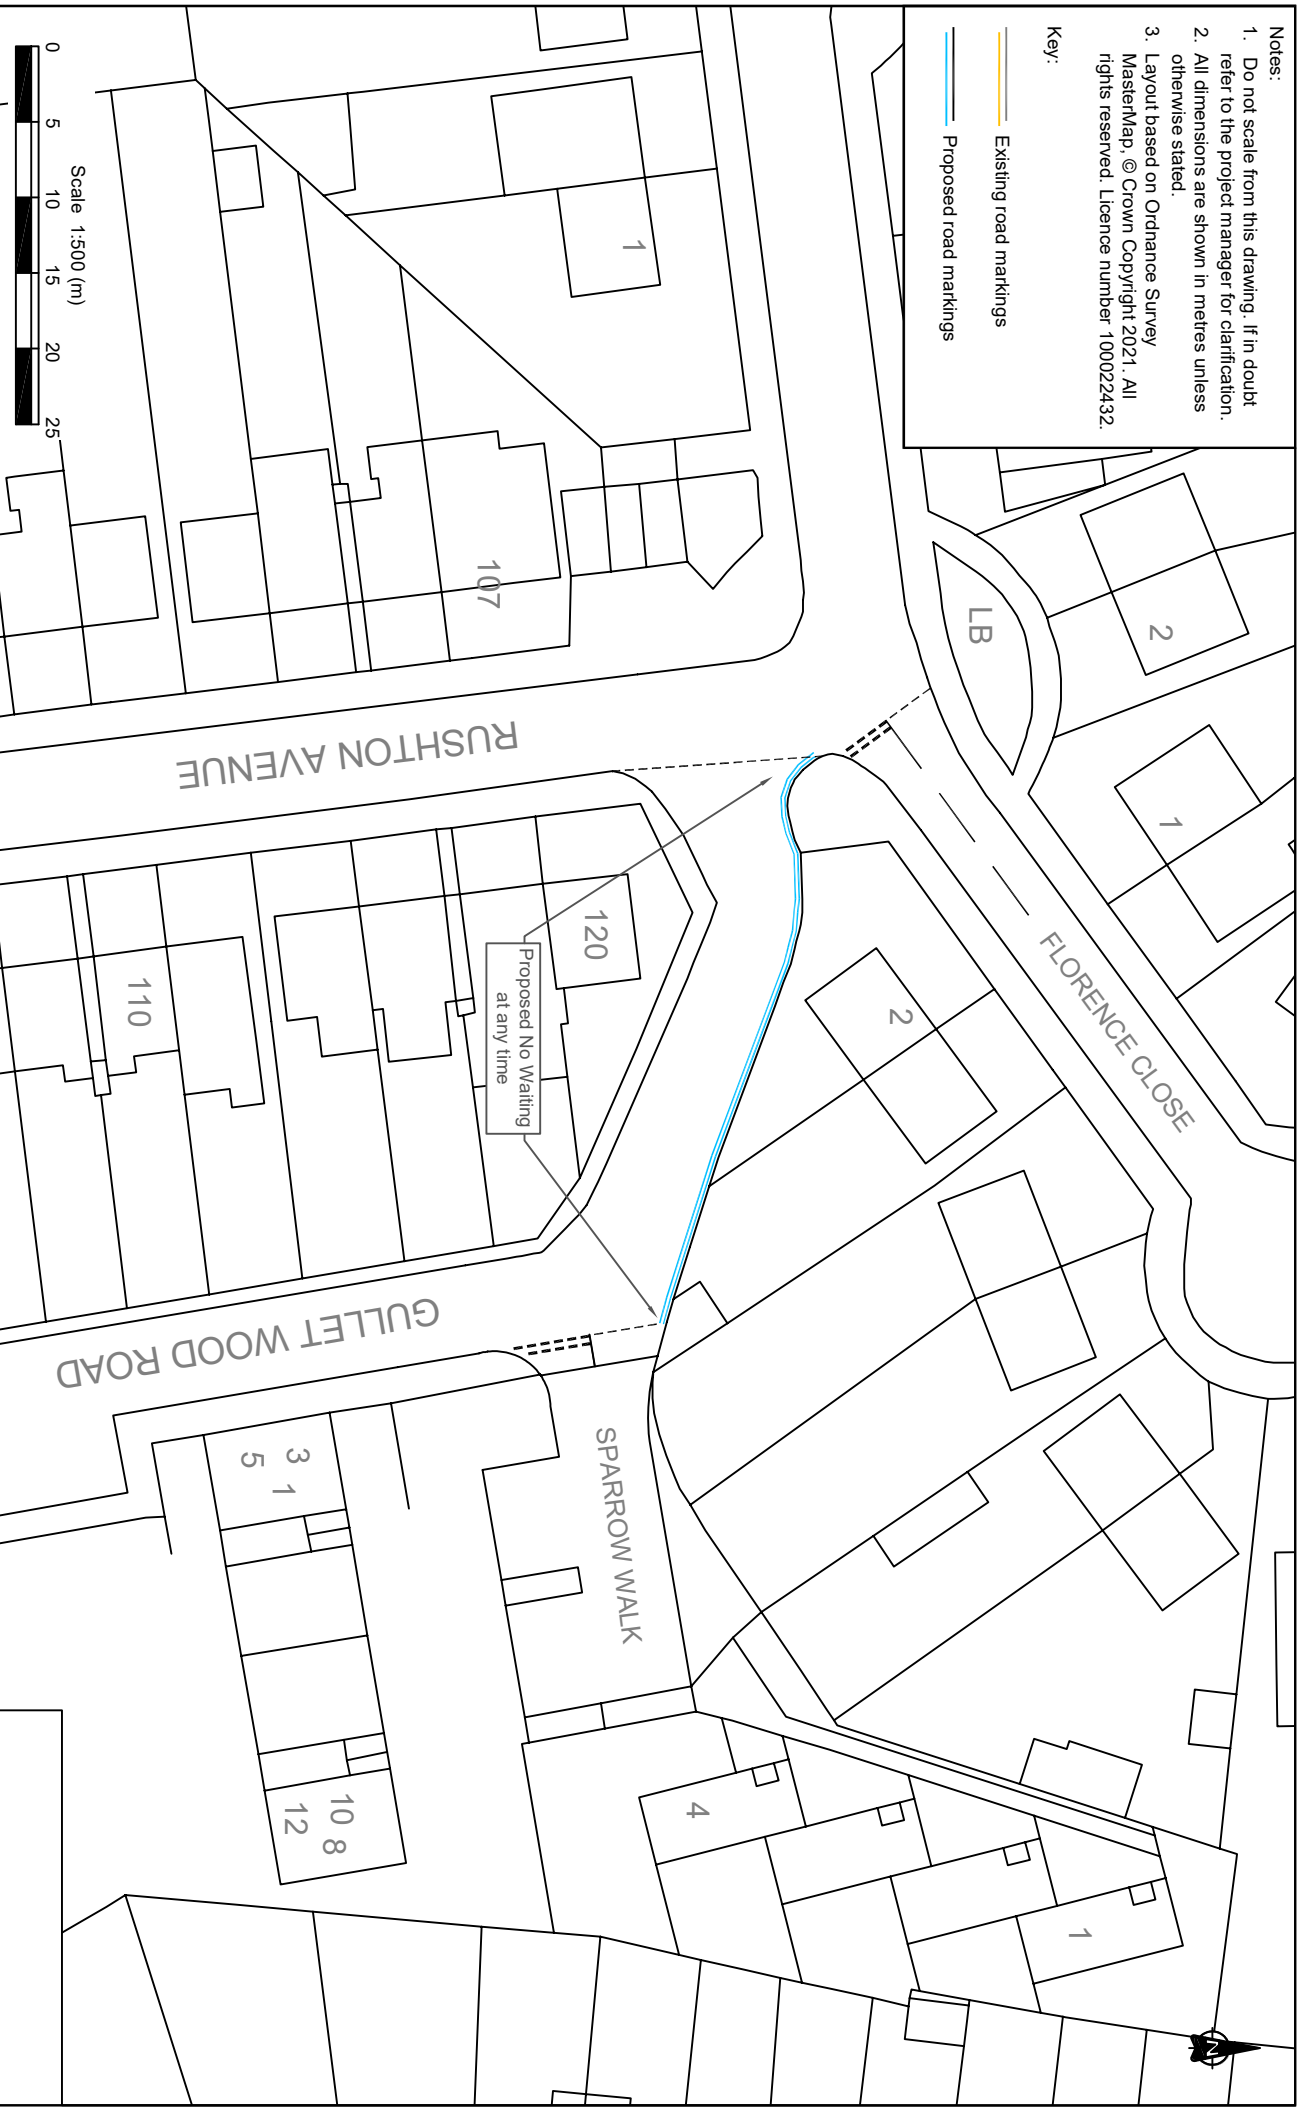 Notes:
1. Do not scale from this drawing. If in doubt
refer to the project manager for clarification.
2. All dimensions are shown in metres unless
otherwise stated.
3. Layout based on Ordnance Survey
MasterMap, © Crown Copyright 2021. All
rights reserved. Licence number 100022432.
Key:
Existing road markings
Proposed road markings
2
1
LB
FLORENCE CLOSE
2
1
107
RUSHTON AVENUE
120
110
Proposed No Waiting
at any time
GULLET WOOD ROAD
SPARROW WALK
3
1
5
10
8
12
4
1
N
Scale 1:500 (m)
0 5 10 15 20 25